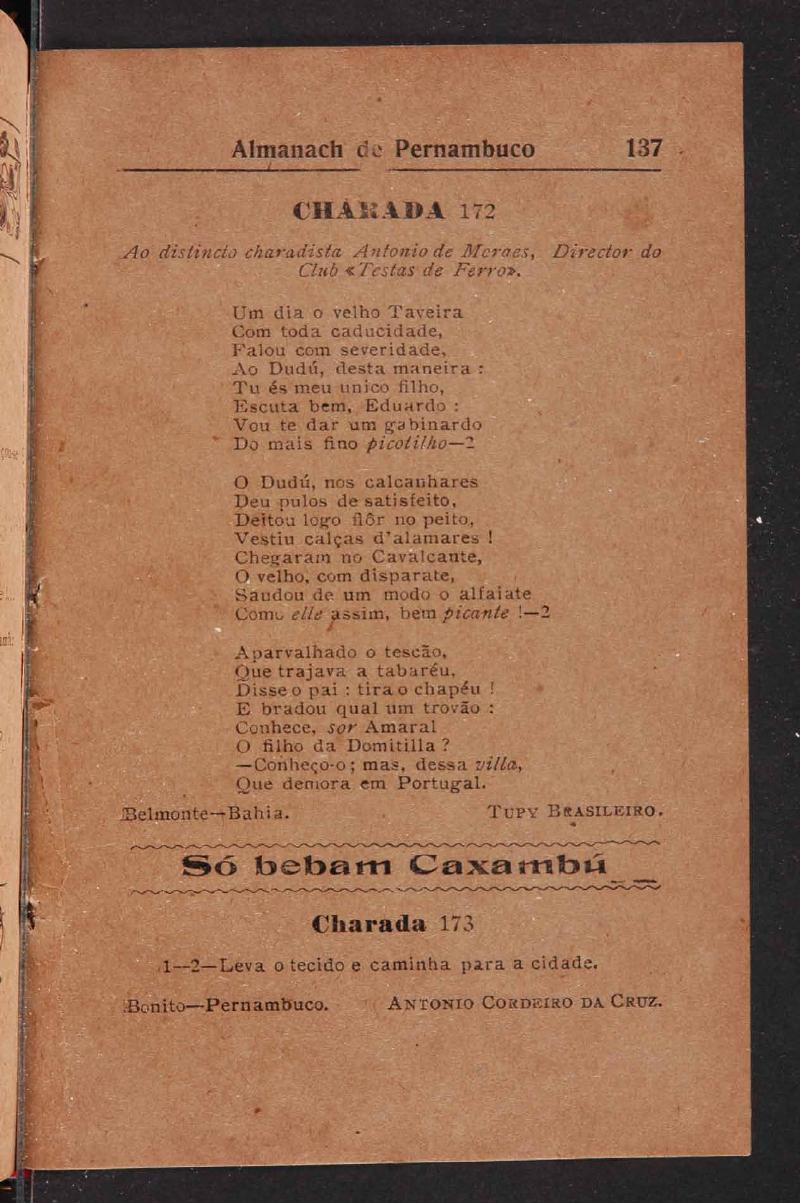 Almanach de Pernambuco 137
CHARADA 172
Ao distincto charadista Antonio de Moraes, Director do
Club «Testas de Ferro».
Um dia o velho Taveira
Com toda caducidade,
Falou com severidade,
Ao Dudú, desta maneira :
Tu és meu unico filho,
Escuta bem, Eduardo :
Vou te dar um gabinardo
Do mais fino picotilho—2
O Dudú, nos calcanhares
Deu pulos de satisfeito,
Deitou logo flôr no peito,
Vestiu calças d'alamares !
Chegaram no Cavalcante,
O velho, com disparate,
Saudou de um modo o alfaiate
Como elle assim, bem picante !—2
Aparvalhado o tescão,
Que trajava a tabaréu,
Disse o pai : tira o chapéu !
E bradou qual um trovão :
Conhece, sor Amaral
O filho da Domitilla ?
—Conheço-o; mas, dessa villa,
Que demora em Portugal.
Belmonte—Bahia. TUPY BRASILEIRO.
Só bebam Caxambú
Charada 173
1—2—Leva o tecido e caminha para a cidade.
Bonito—Pernambuco. ANTONIO CORDEIRO DA CRUZ.